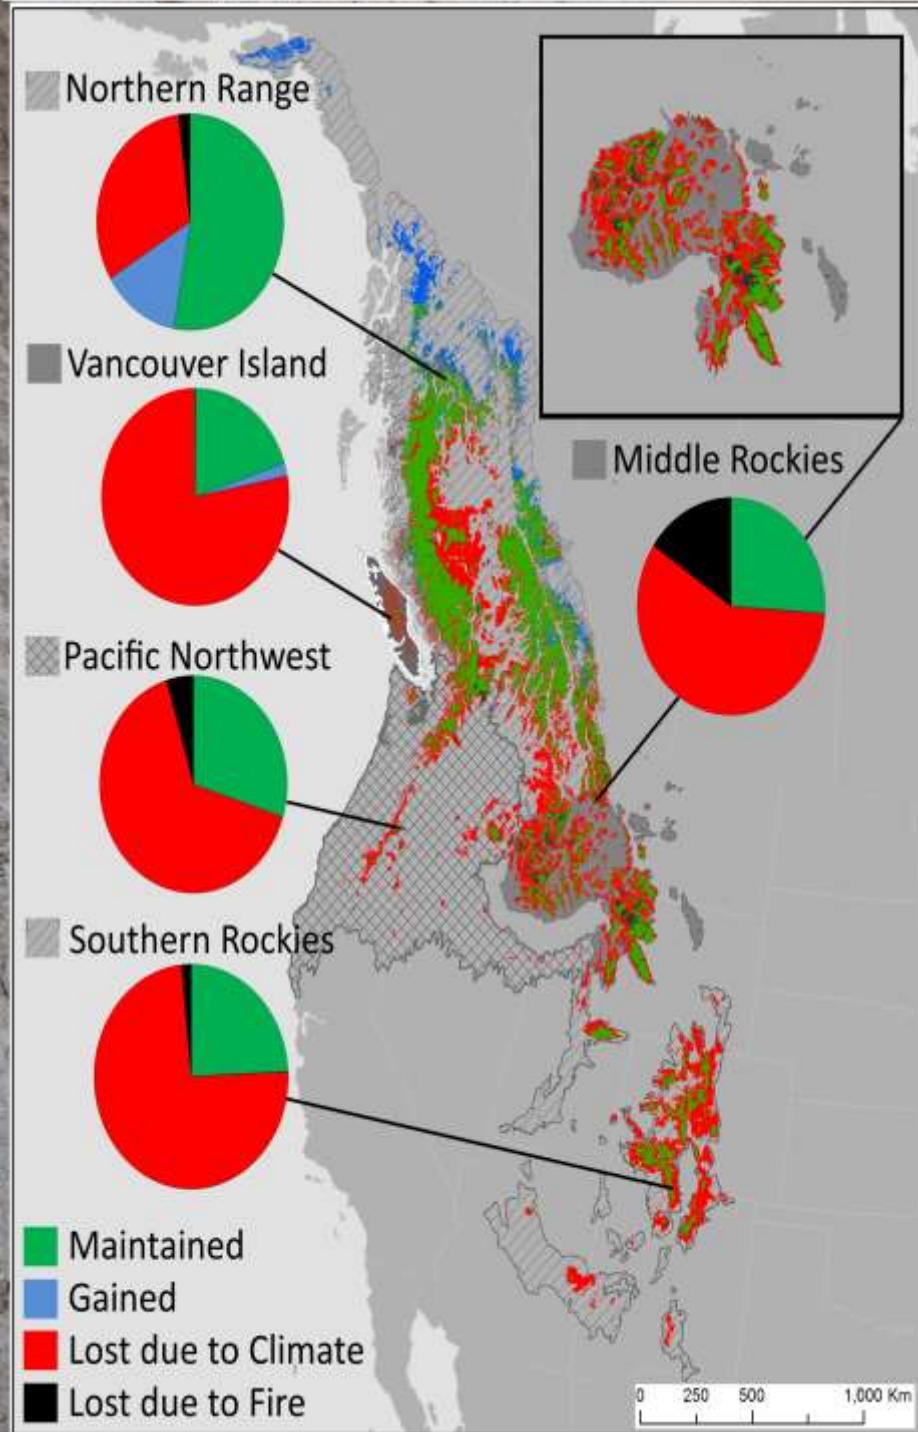 Northern Range
Vancouver Island
Middle Rockies
Pacific Northwest
Southern Rockies
Maintained
Gained
Lost due to Climate
Lost due to Fire
0 250 500 1,000 Km